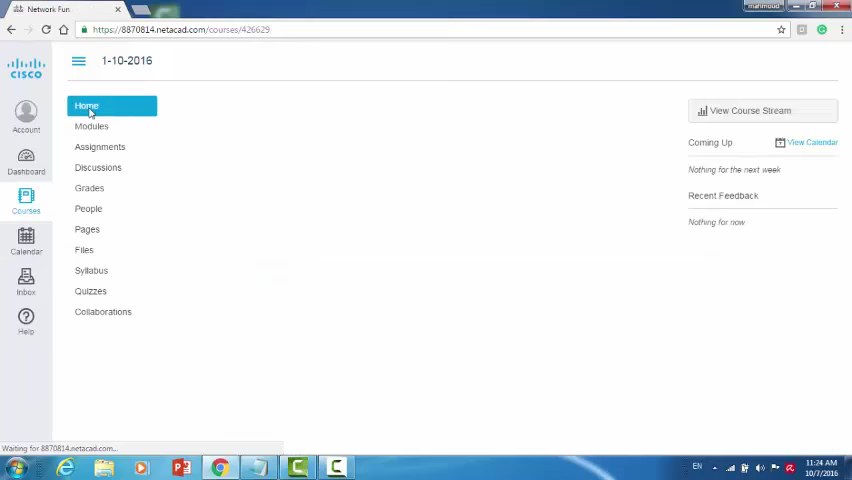 mahmoud
Network Fun
https://8870814.netacad.com/courses/426629
CISCO
1-10-2016
Home
Modules
Assignments
Discussions
Grades
People
Pages
Files
Syllabus
Quizzes
Collaborations
Account
Dashboard
Courses
Calendar
Inbox
Help
View Course Stream
Coming Up
View Calendar
Nothing for the next week
Recent Feedback
Nothing for now
Waiting for 8870814.netacad.com...
EN
11:24 AM
10/7/2016